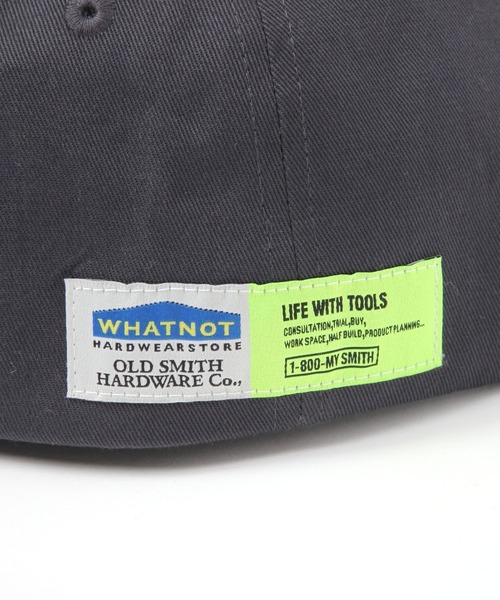 WHATNOT
HARDWEARSTORE
OLD SMITH
HARDWARE Co.,
LIFE WITH TOOLS
CONSULTATION,TRIAL,BUY,
WORK SPACE,HALF BUILD,PRODUCT PLANNING...
1-800-MY SMITH